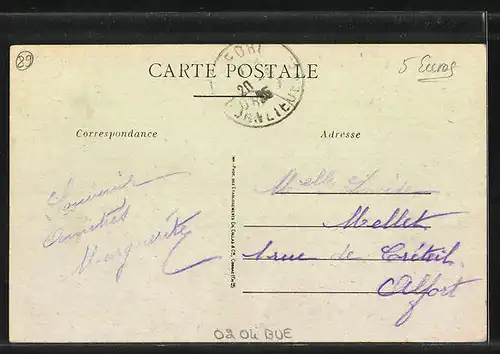 29
CARTE POSTALE
5 Euros
Correspondance
Adresse
Souvenir
Amitiés
Marguerite
Melle Louise
Mellet
1 rue de Créteil
Alfort
02 04 BUE